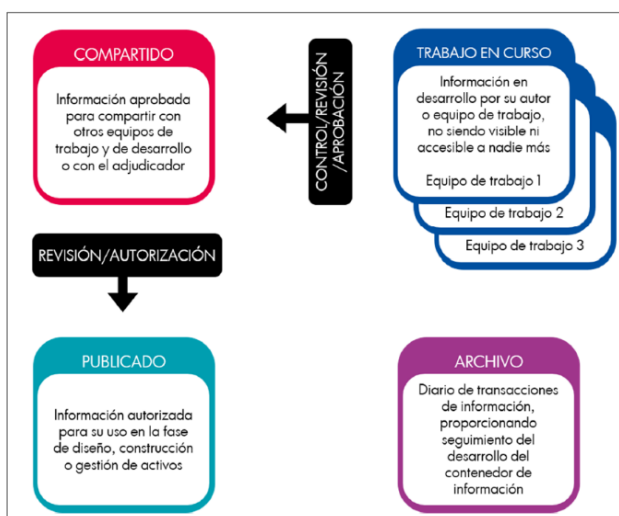 COMPARTIDO
Información aprobada
para compartir con
otros equipos de
trabajo y de desarrollo
o con el adjudicador
CONTROL/REVISIÓN
/APROBACIÓN
TRABAJO EN CURSO
Información en
desarrollo por su autor
o equipo de trabajo,
no siendo visible ni
accesible a nadie más
Equipo de trabajo 1
Equipo de trabajo 2
Equipo de trabajo 3
REVISIÓN/AUTORIZACIÓN
PUBLICADO
Información autorizada
para su uso en la fase
de diseño, construcción
o gestión de activos
ARCHIVO
Diario de transacciones
de información,
proporcionando
seguimiento del
desarrollo del
contenedor de
información